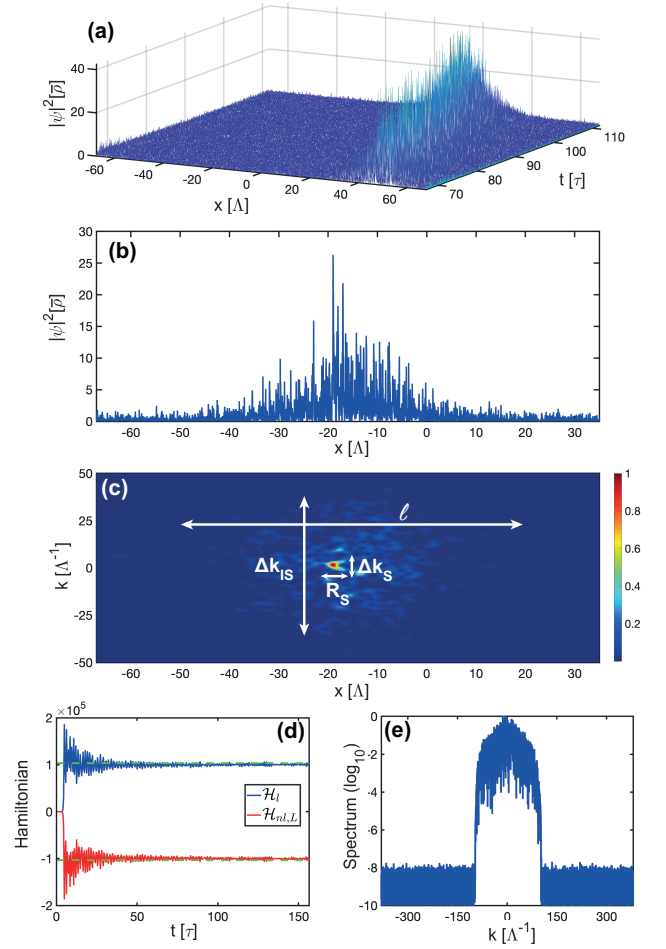 (a)
40
20
0
|ψ|²[ρ̅]
-60 -40 -20 0 20 40 60
x [Λ]
70 80 90 100 110
t [τ]
(b)
30
25
20
15
10
5
0
|ψ|²[ρ̅]
-60 -50 -40 -30 -20 -10 0 10 20 30
x [Λ]
(c)
50
25
0
-25
-50
k [Λ⁻¹]
ℓ
Δk_IS
Δk_S
R_S
-60 -50 -40 -30 -20 -10 0 10 20 30
x [Λ]
1
0.8
0.6
0.4
0.2
×10⁵
(d)
2
1
0
-1
-2
Hamiltonian
ℋ_l
ℋ_nl,L
0 50 100 150
t [τ]
(e)
0
-2
-4
-6
-8
-10
Spectrum (log₁₀)
-300 -150 0 150 300
k [Λ⁻¹]